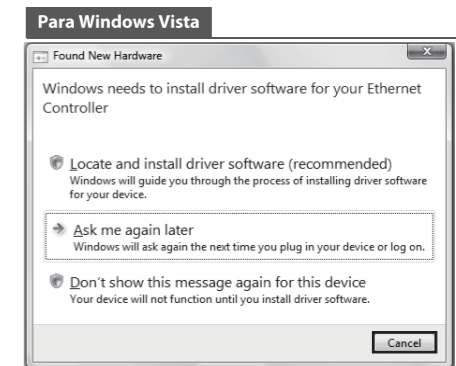 Para Windows Vista
Found New Hardware
Windows needs to install driver software for your Ethernet
Controller
Locate and install driver software (recommended)
Windows will guide you through the process of installing driver software
for your device.
Ask me again later
Windows will ask again the next time you plug in your device or log on.
Don't show this message again for this device
Your device will not function until you install driver software.
Cancel